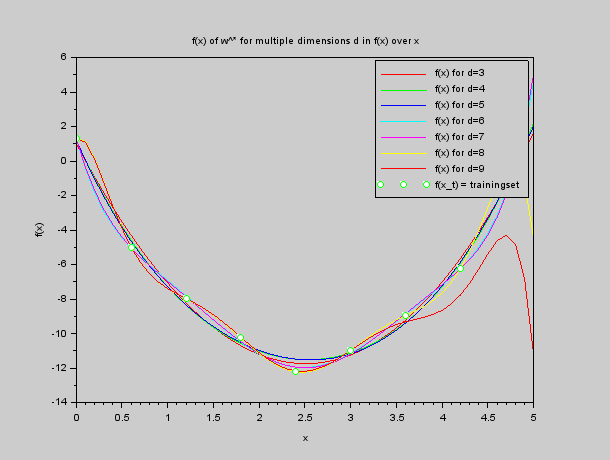 f(x) of w^* for multiple dimensions d in f(x) over x
6
4
2
0
-2
-4
-6
-8
-10
-12
-14
f(x)
0
0.5
1
1.5
2
2.5
3
3.5
4
4.5
5
x
f(x) for d=3
f(x) for d=4
f(x) for d=5
f(x) for d=6
f(x) for d=7
f(x) for d=8
f(x) for d=9
f(x_t) = trainingset